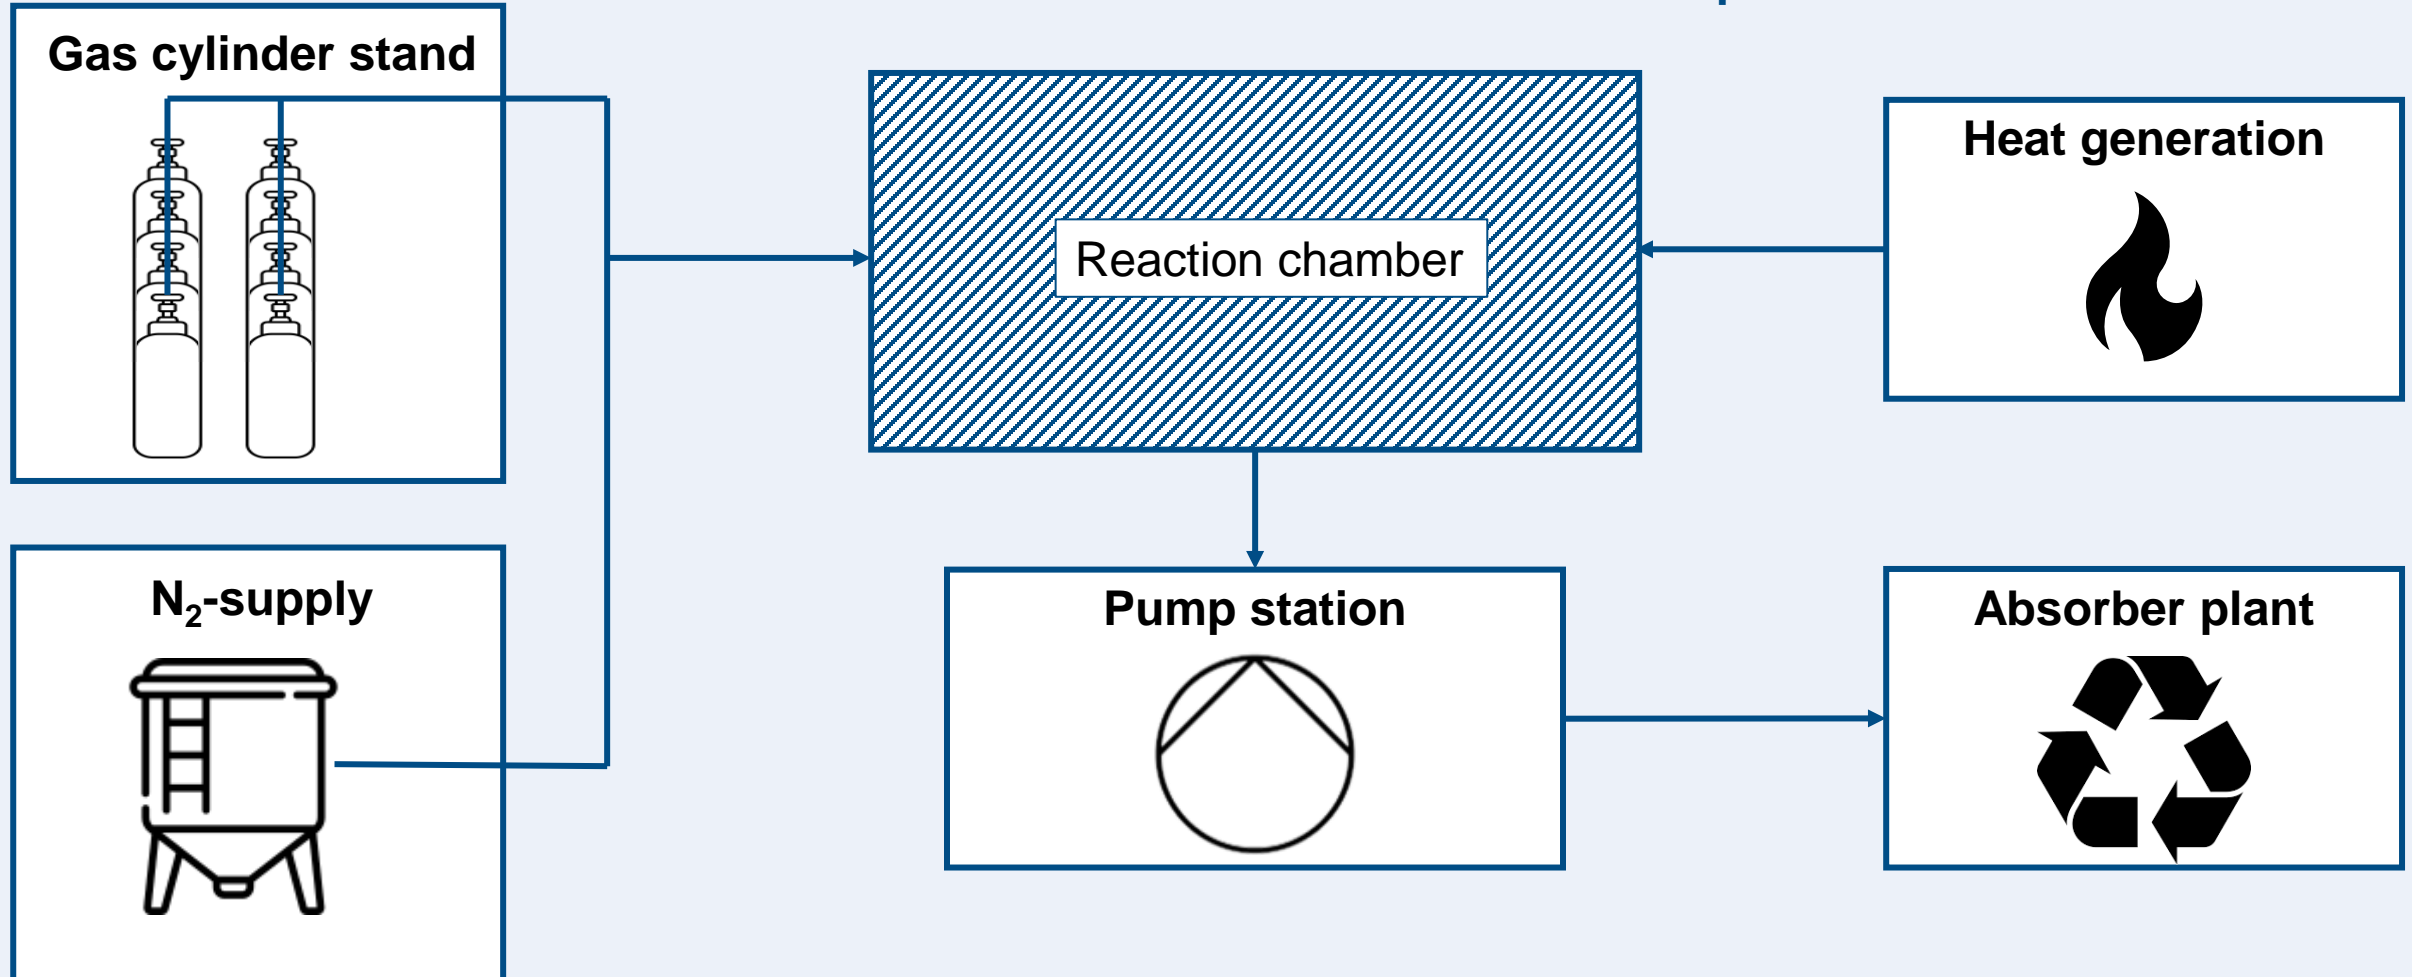 Gas cylinder stand
Reaction chamber
Heat generation
N₂-supply
Pump station
Absorber plant